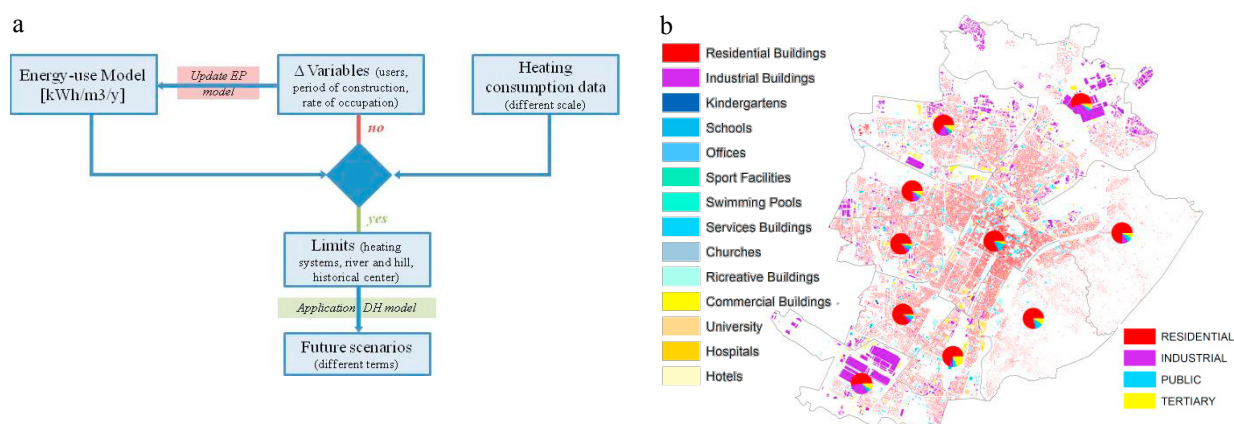 a
Energy-use Model
[kWh/m3/y]
Update EP
model
Δ Variables (users,
period of construction,
rate of occupation)
Heating
consumption data
(different scale)
no
yes
Limits (heating
systems, river and hill,
historical center)
Application DH model
Future scenarios
(different terms)
b
Residential Buildings
Industrial Buildings
Kindergartens
Schools
Offices
Sport Facilities
Swimming Pools
Services Buildings
Churches
Ricreative Buildings
Commercial Buildings
University
Hospitals
Hotels
RESIDENTIAL
INDUSTRIAL
PUBLIC
TERTIARY